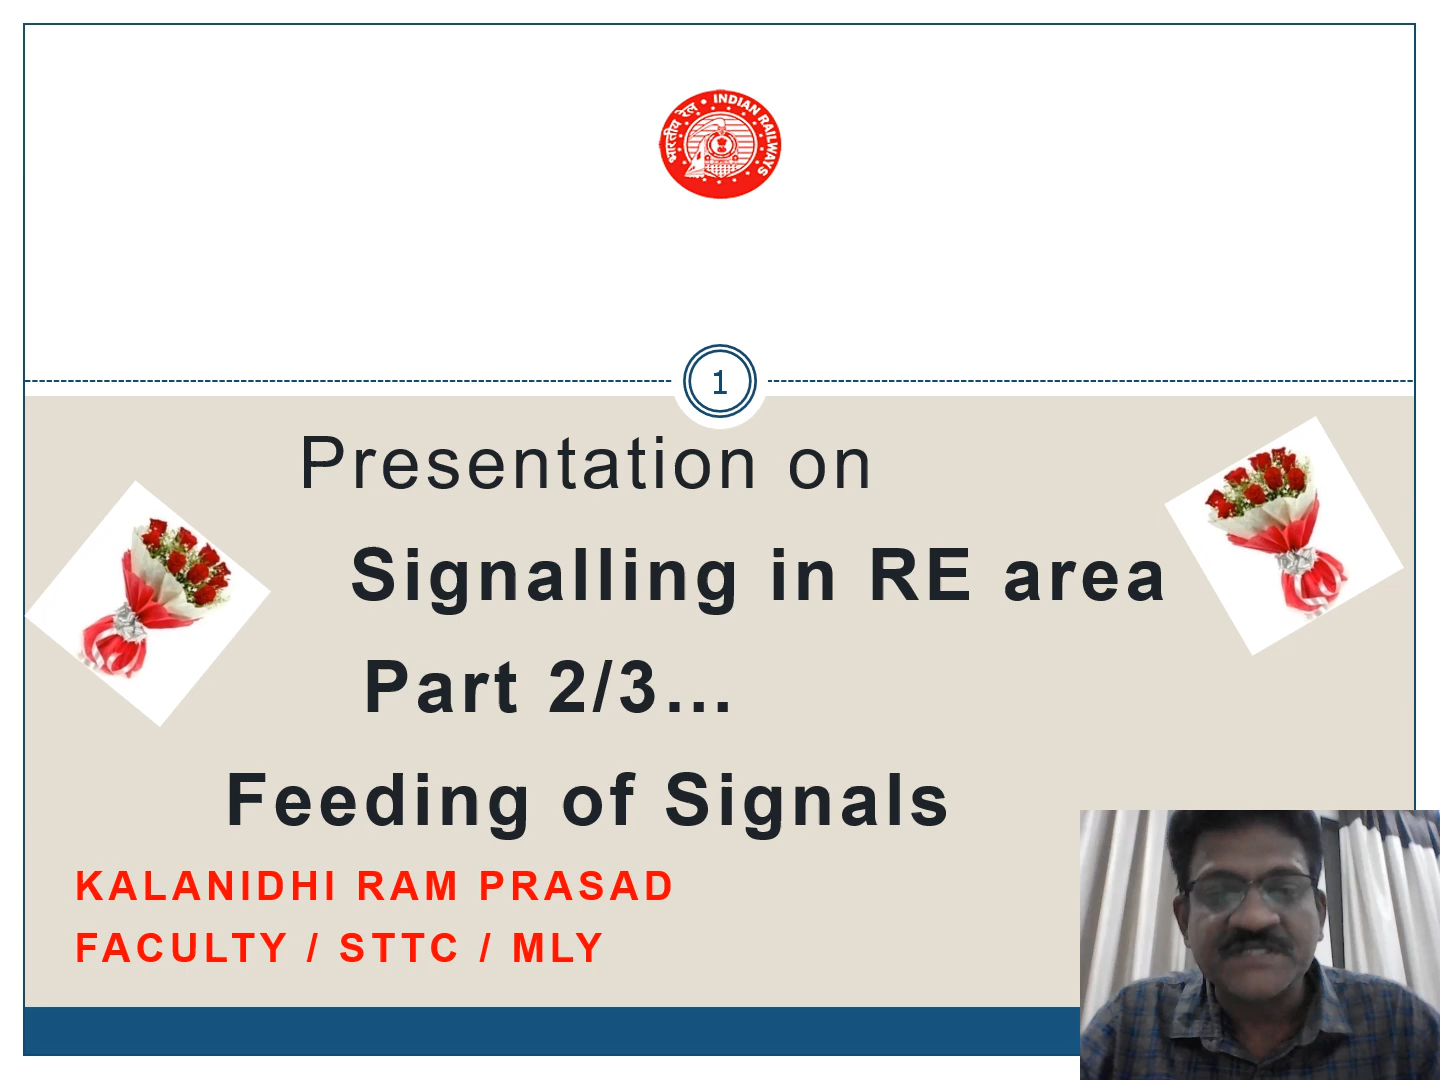 भारतीय रेल • INDIAN RAILWAYS
1
Presentation on
Signalling in RE area
Part 2/3...
Feeding of Signals
KALANIDHI RAM PRASAD
FACULTY / STTC / MLY